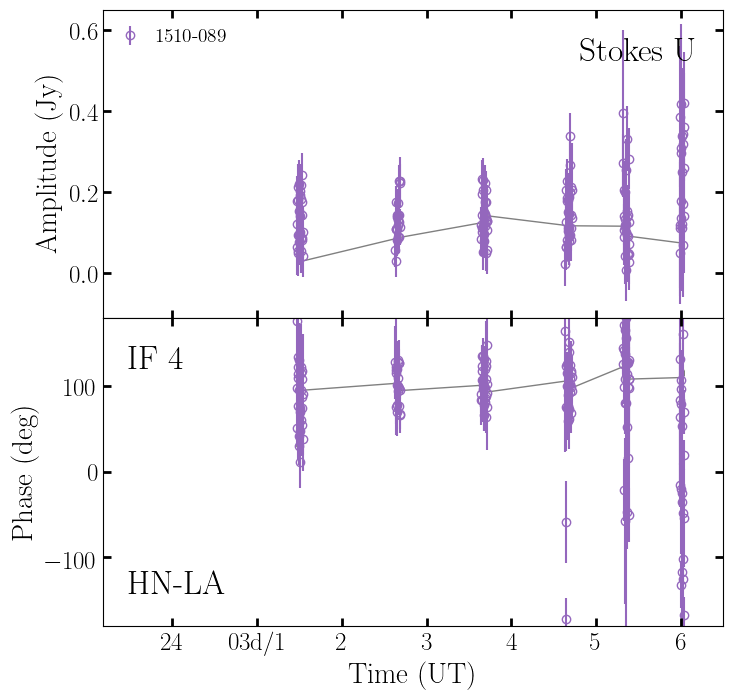 1510-089
Stokes U
Amplitude (Jy)
0.6
0.4
0.2
0.0
IF 4
HN-LA
Phase (deg)
100
0
−100
24 03d/1 2 3 4 5 6
Time (UT)